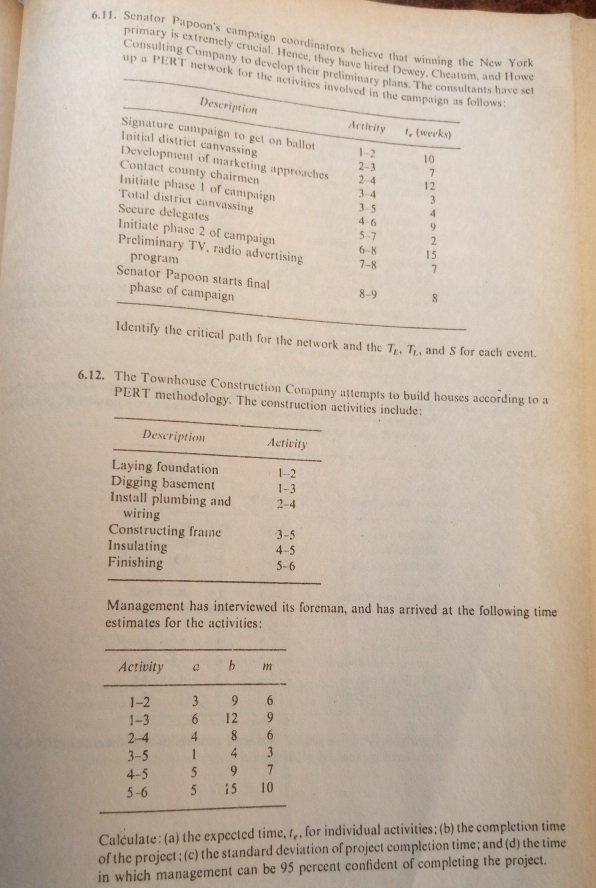 6.11. Senator Papoon's campaign coordinators believe that winning the New York
primary is extremely crucial. Hence, they have hired Dewey, Cheatum, and Howe
Consulting Company to develop their preliminary plans. The consultants have set
up a PERT network for the activities involved in the campaign as follows:
Description Activity tₑ (weeks)
Signature campaign to get on ballot 1-2 10
Initial district canvassing 2-3 7
Development of marketing approaches 2-4 12
Contact county chairmen 3-4 3
Initiate phase 1 of campaign 3-5 4
Total district canvassing 4-6 9
Secure delegates 5-7 2
Initiate phase 2 of campaign 6-8 15
Preliminary TV, radio advertising
program 7-8 7
Senator Papoon starts final
phase of campaign 8-9 8
Identify the critical path for the network and the T_E, T_L, and S for each event.
6.12. The Townhouse Construction Company attempts to build houses according to a
PERT methodology. The construction activities include:
Description Activity
Laying foundation 1-2
Digging basement 1-3
Install plumbing and
wiring 2-4
Constructing frame 3-5
Insulating 4-5
Finishing 5-6
Management has interviewed its foreman, and has arrived at the following time
estimates for the activities:
Activity a b m
1-2 3 9 6
1-3 6 12 9
2-4 4 8 6
3-5 1 4 3
4-5 5 9 7
5-6 5 15 10
Calculate: (a) the expected time, tₑ, for individual activities; (b) the completion time
of the project; (c) the standard deviation of project completion time; and (d) the time
in which management can be 95 percent confident of completing the project.